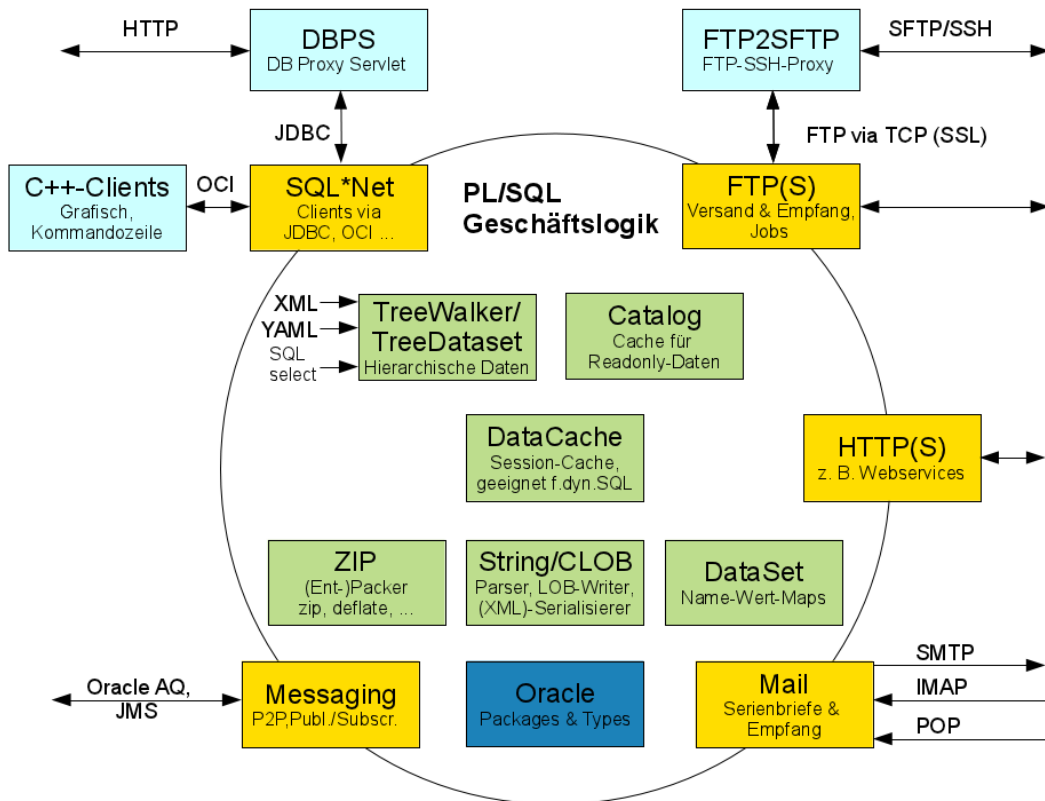 HTTP
DBPS
DB Proxy Servlet
FTP2SFTP
FTP-SSH-Proxy
SFTP/SSH
JDBC
FTP via TCP (SSL)
C++-Clients
Grafisch,
Kommandozeile
OCI
SQL*Net
Clients via
JDBC, OCI ...
PL/SQL
Geschäftslogik
FTP(S)
Versand & Empfang,
Jobs
XML
YAML
SQL
select
TreeWalker/
TreeDataset
Hierarchische Daten
Catalog
Cache für
Readonly-Daten
DataCache
Session-Cache,
geeignet f.dyn.SQL
HTTP(S)
z. B. Webservices
ZIP
(Ent-)Packer
zip, deflate, ...
String/CLOB
Parser, LOB-Writer,
(XML)-Serialisierer
DataSet
Name-Wert-Maps
Oracle AQ,
JMS
Messaging
P2P,Publ./Subscr.
Oracle
Packages & Types
Mail
Serienbriefe &
Empfang
SMTP
IMAP
POP